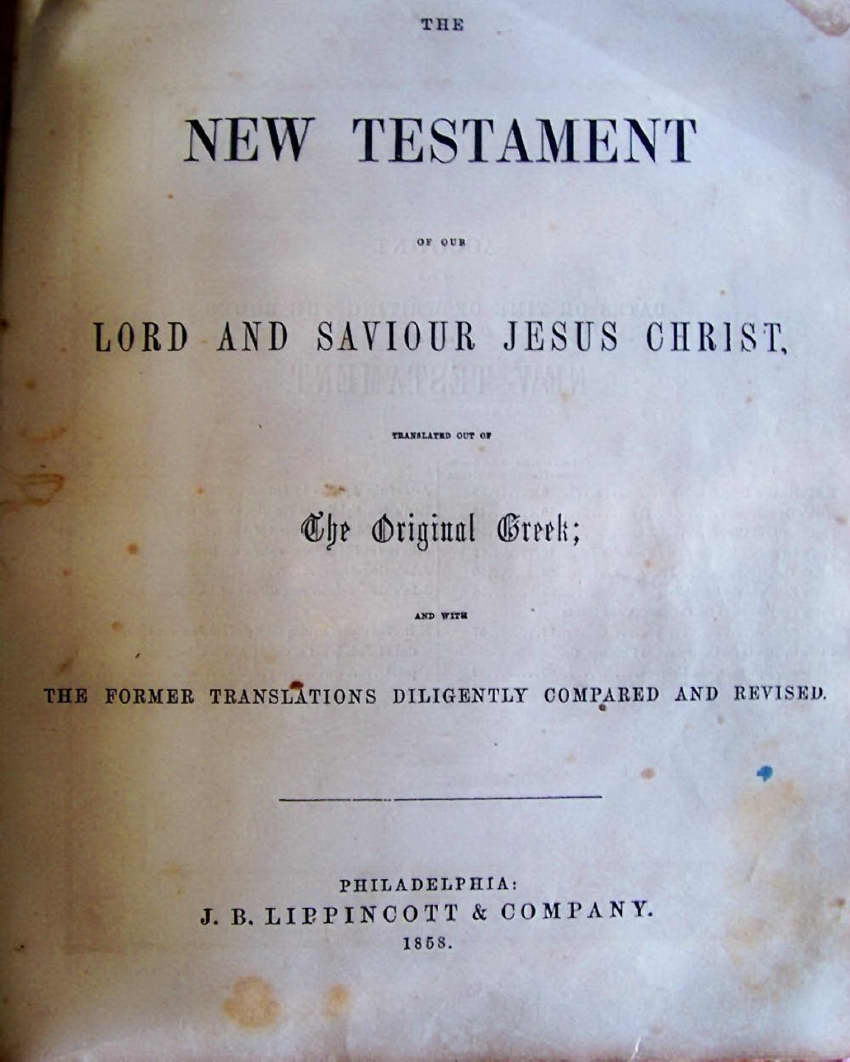 THE
NEW TESTAMENT
OF OUR
LORD AND SAVIOUR JESUS CHRIST,
TRANSLATED OUT OF
The Original Greek;
AND WITH
THE FORMER TRANSLATIONS DILIGENTLY COMPARED AND REVISED.
PHILADELPHIA:
J. B. LIPPINCOTT & COMPANY.
1858.